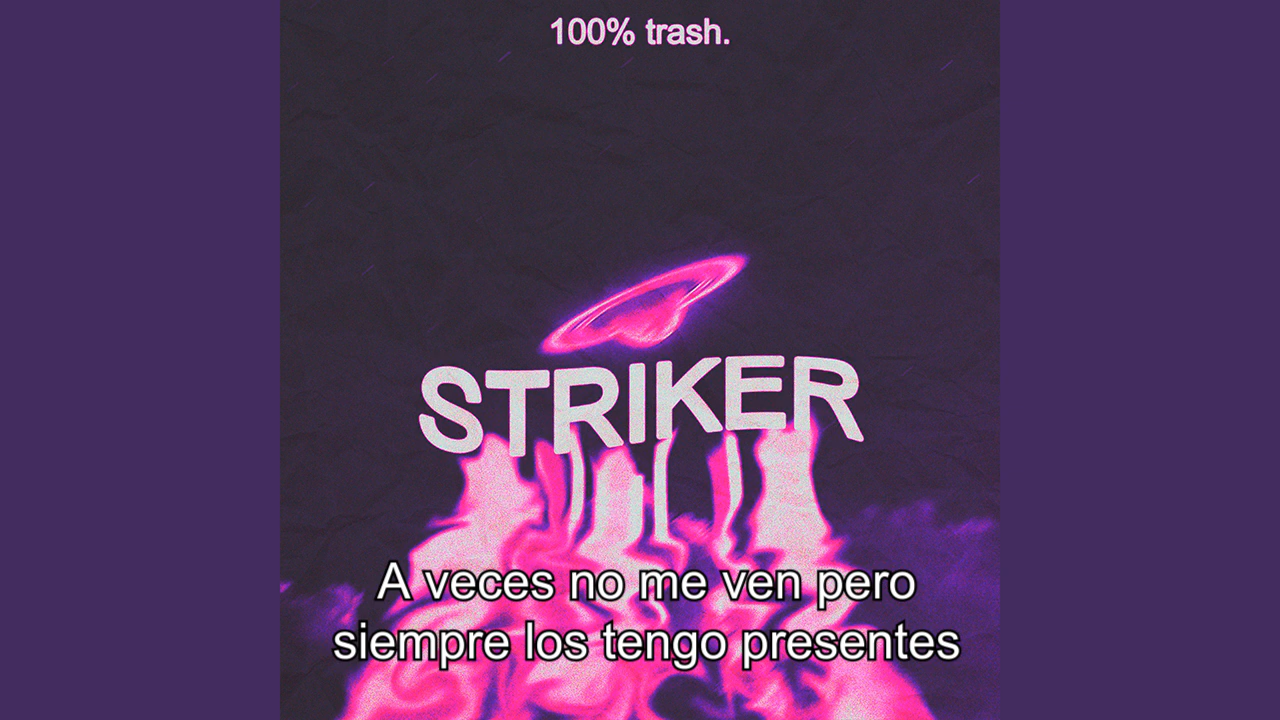 100% trash.
STRIKER
A veces no me ven pero
siempre los tengo presentes